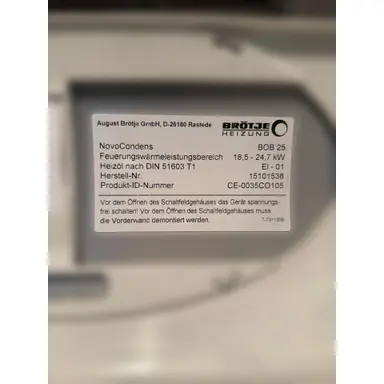 August Brötje GmbH, D-26180 Rastede
BRÖTJE
HEIZUNG
NovoCondens BOB 25
Feuerungswärmeleistungsbereich 18,5 - 24,7 kW
Heizöl nach DIN 51603 T1 El - 01
Herstell-Nr. 15101538
Produkt-ID-Nummer CE-0035CO105
Vor dem Öffnen des Schaltfeldgehäuses das Gerät spannungs-
frei schalten! Vor dem Öffnen des Schaltfeldgehäuses muss
die Vorderwand demontiert werden.